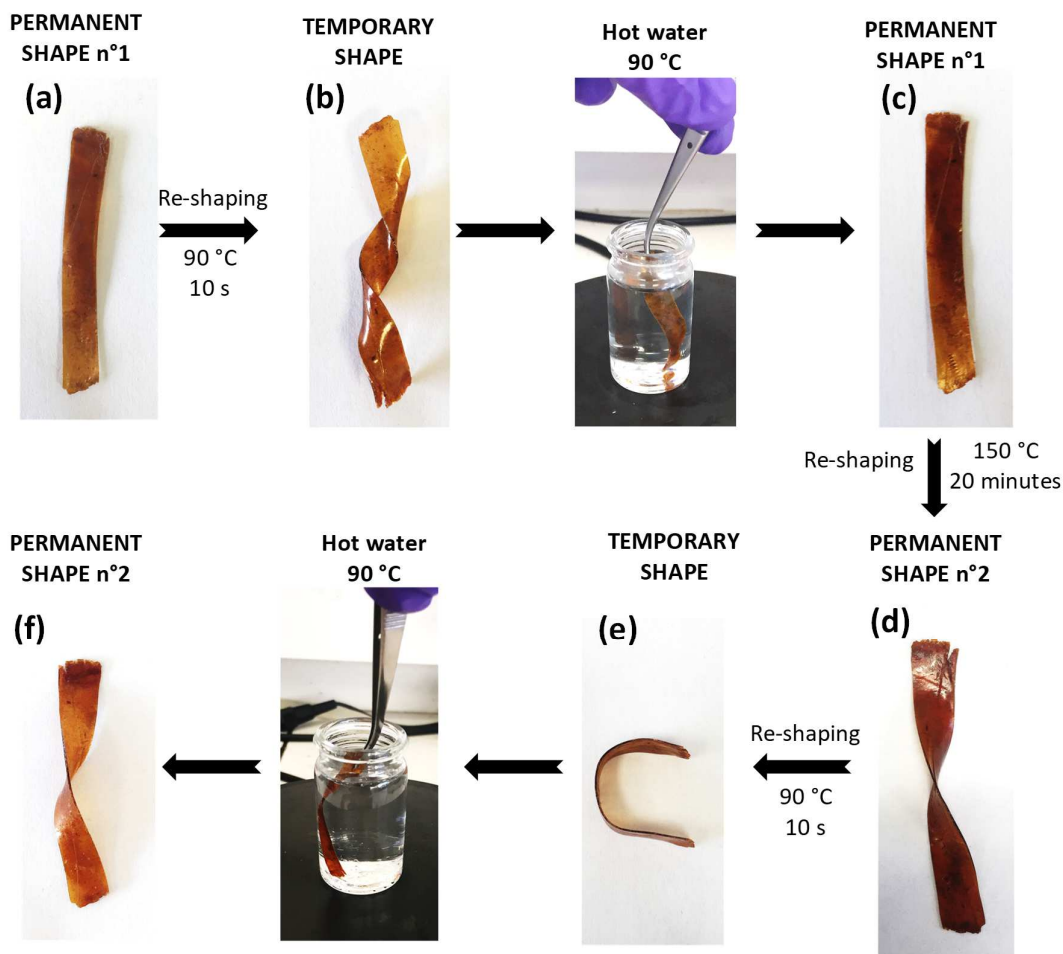 PERMANENT
SHAPE n°1
(a)
Re-shaping
90 °C
10 s
TEMPORARY
SHAPE
(b)
Hot water
90 °C
PERMANENT
SHAPE n°1
(c)
Re-shaping
150 °C
20 minutes
PERMANENT
SHAPE n°2
(d)
Re-shaping
90 °C
10 s
TEMPORARY
SHAPE
(e)
Hot water
90 °C
PERMANENT
SHAPE n°2
(f)